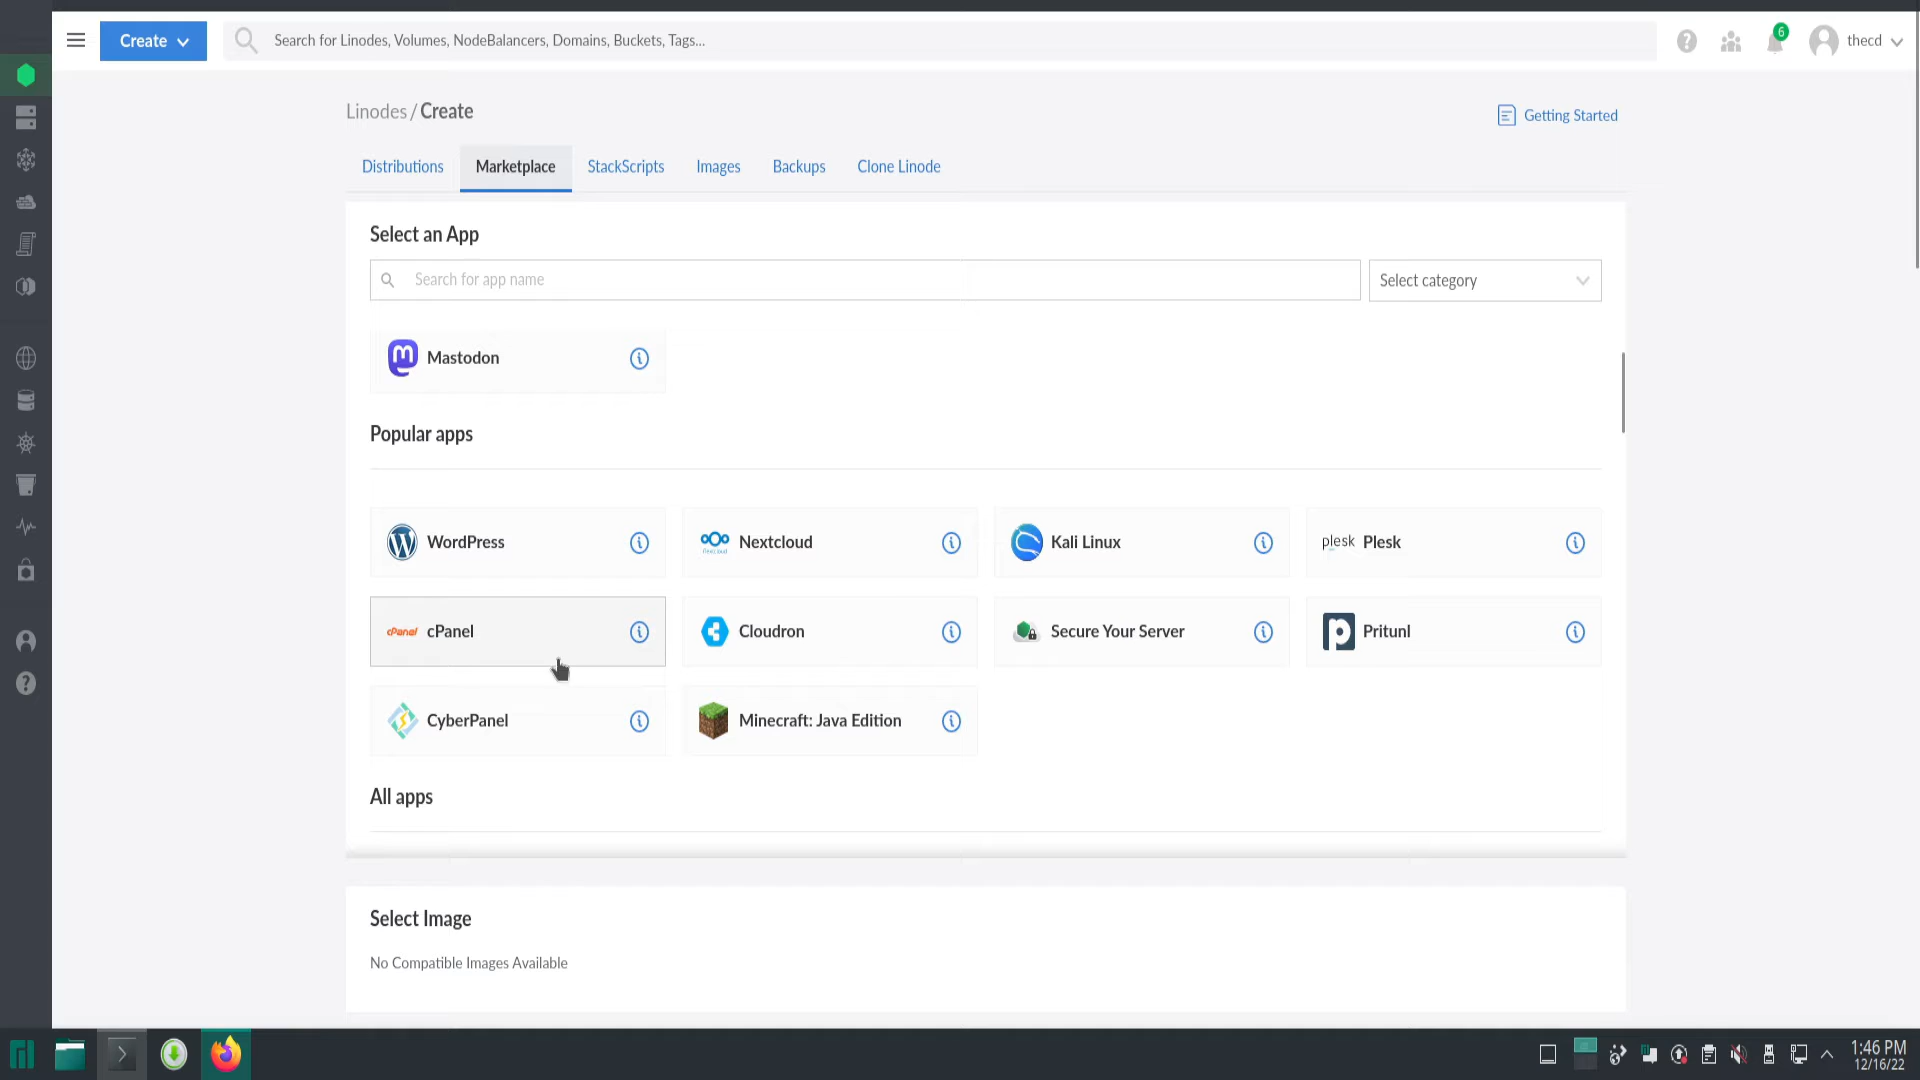 Create
Search for Linodes, Volumes, NodeBalancers, Domains, Buckets, Tags...
6
thecd
Linodes / Create
Getting Started
Distributions
Marketplace
StackScripts
Images
Backups
Clone Linode
Select an App
Search for app name
Select category
Mastodon
Popular apps
WordPress
Nextcloud
Kali Linux
plesk Plesk
cPanel cPanel
Cloudron
Secure Your Server
Pritunl
CyberPanel
Minecraft: Java Edition
All apps
Select Image
No Compatible Images Available
1:46 PM
12/16/22